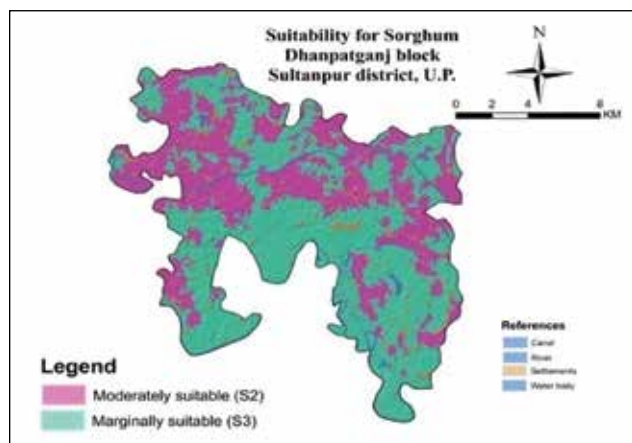 Suitability for Sorghum
Dhanpatganj block
Sultanpur district, U.P.
N
0 2 4 8
KM
References
Canal
River
Settlements
Water body
Legend
Moderately suitable (S2)
Marginally suitable (S3)